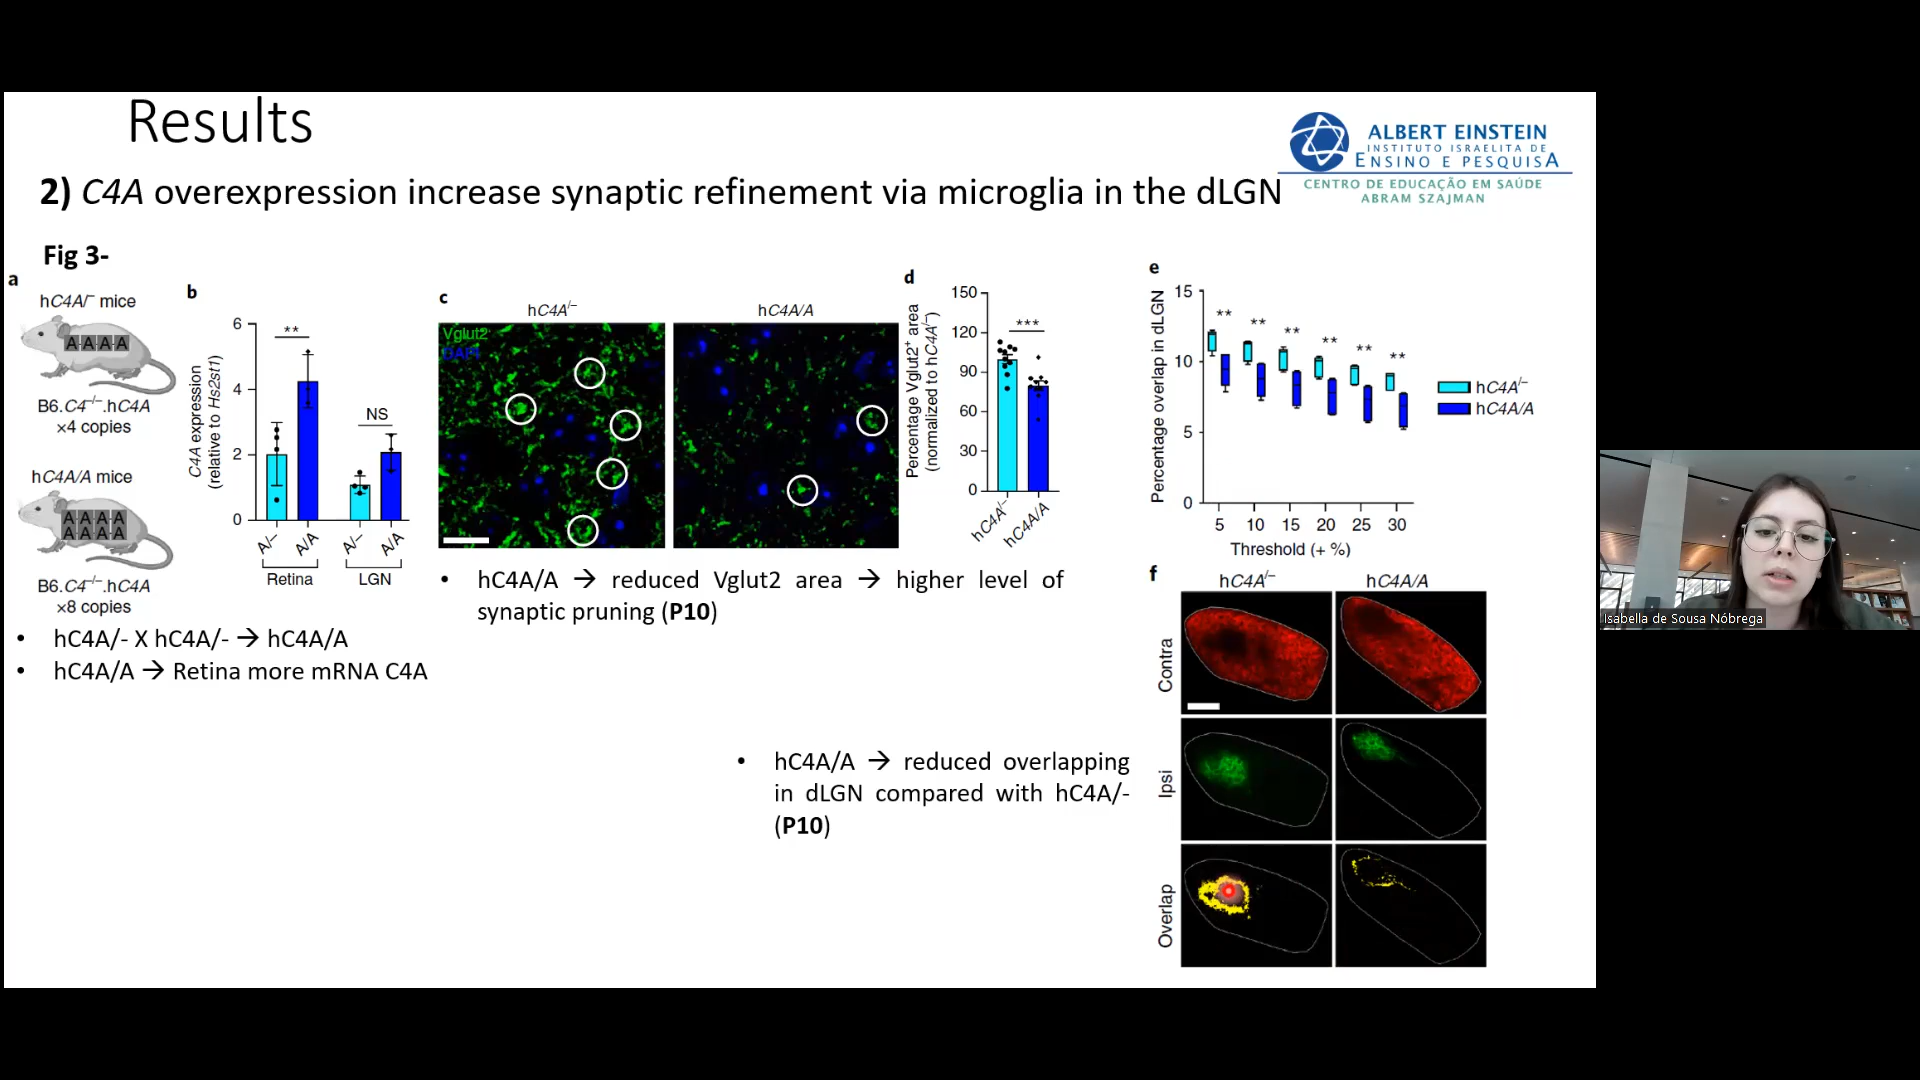 Results
ALBERT EINSTEIN
INSTITUTO ISRAELITA DE
ENSINO E PESQUISA
CENTRO DE EDUCAÇÃO EM SAÚDE
ABRAM SZAJMAN
2) C4A overexpression increase synaptic refinement via microglia in the dLGN
Fig 3-
a
hC4A/– mice
A A A A
B6.C4–/–.hC4A
×4 copies
hC4A/A mice
A A A A
A A A A
B6.C4–/–.hC4A
×8 copies
b
C4A expression
(relative to Hs2st1)
6
4
2
0
**
NS
A/–
A/A
A/–
A/A
Retina
LGN
c
hC4A/–
hC4A/A
Vglut2
DAPI
d
Percentage Vglut2+ area
(normalized to hC4A/–)
150
120
90
60
30
0
***
hC4A/–
hC4A/A
e
Percentage overlap in dLGN
15
10
5
0
**
**
**
**
**
**
5 10 15 20 25 30
Threshold (+ %)
hC4A/–
hC4A/A
f
hC4A/–
hC4A/A
Contra
Ipsi
Overlap
• hC4A/A → reduced Vglut2 area → higher level of
synaptic pruning (P10)
• hC4A/- X hC4A/- → hC4A/A
• hC4A/A → Retina more mRNA C4A
• hC4A/A → reduced overlapping
in dLGN compared with hC4A/-
(P10)
Isabella de Sousa Nóbrega